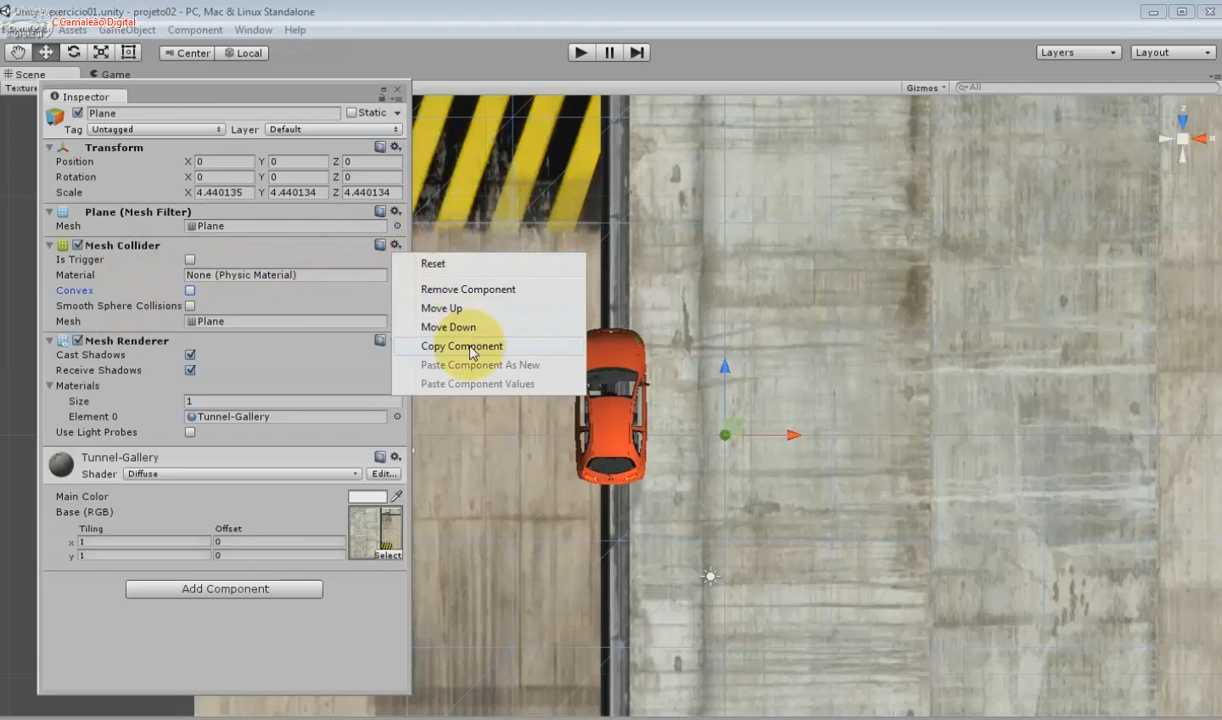 Unity - exercicio01.unity - projeto02 - PC, Mac & Linux Standalone
C Gamaleão Digital
Assets GameObject Component Window Help
Center Local Layers Layout
Scene Game
Textur Gizmos All
Inspector
Plane Static
Tag Untagged Layer Default
Transform
Position X 0 Y 0 Z 0
Rotation X 0 Y 0 Z 0
Scale X 4.440135 Y 4.440134 Z 4.440134
Plane (Mesh Filter)
Mesh Plane
Mesh Collider
Is Trigger
Material None (Physic Material)
Convex
Smooth Sphere Collisions
Mesh Plane
Mesh Renderer
Cast Shadows
Receive Shadows
Materials
Size 1
Element 0 Tunnel-Gallery
Use Light Probes
Tunnel-Gallery
Shader Diffuse Edit...
Main Color
Base (RGB)
Tiling Offset
x 1 0
y 1 0
Select
Add Component
Reset
Remove Component
Move Up
Move Down
Copy Component
Paste Component As New
Paste Component Values
z
x